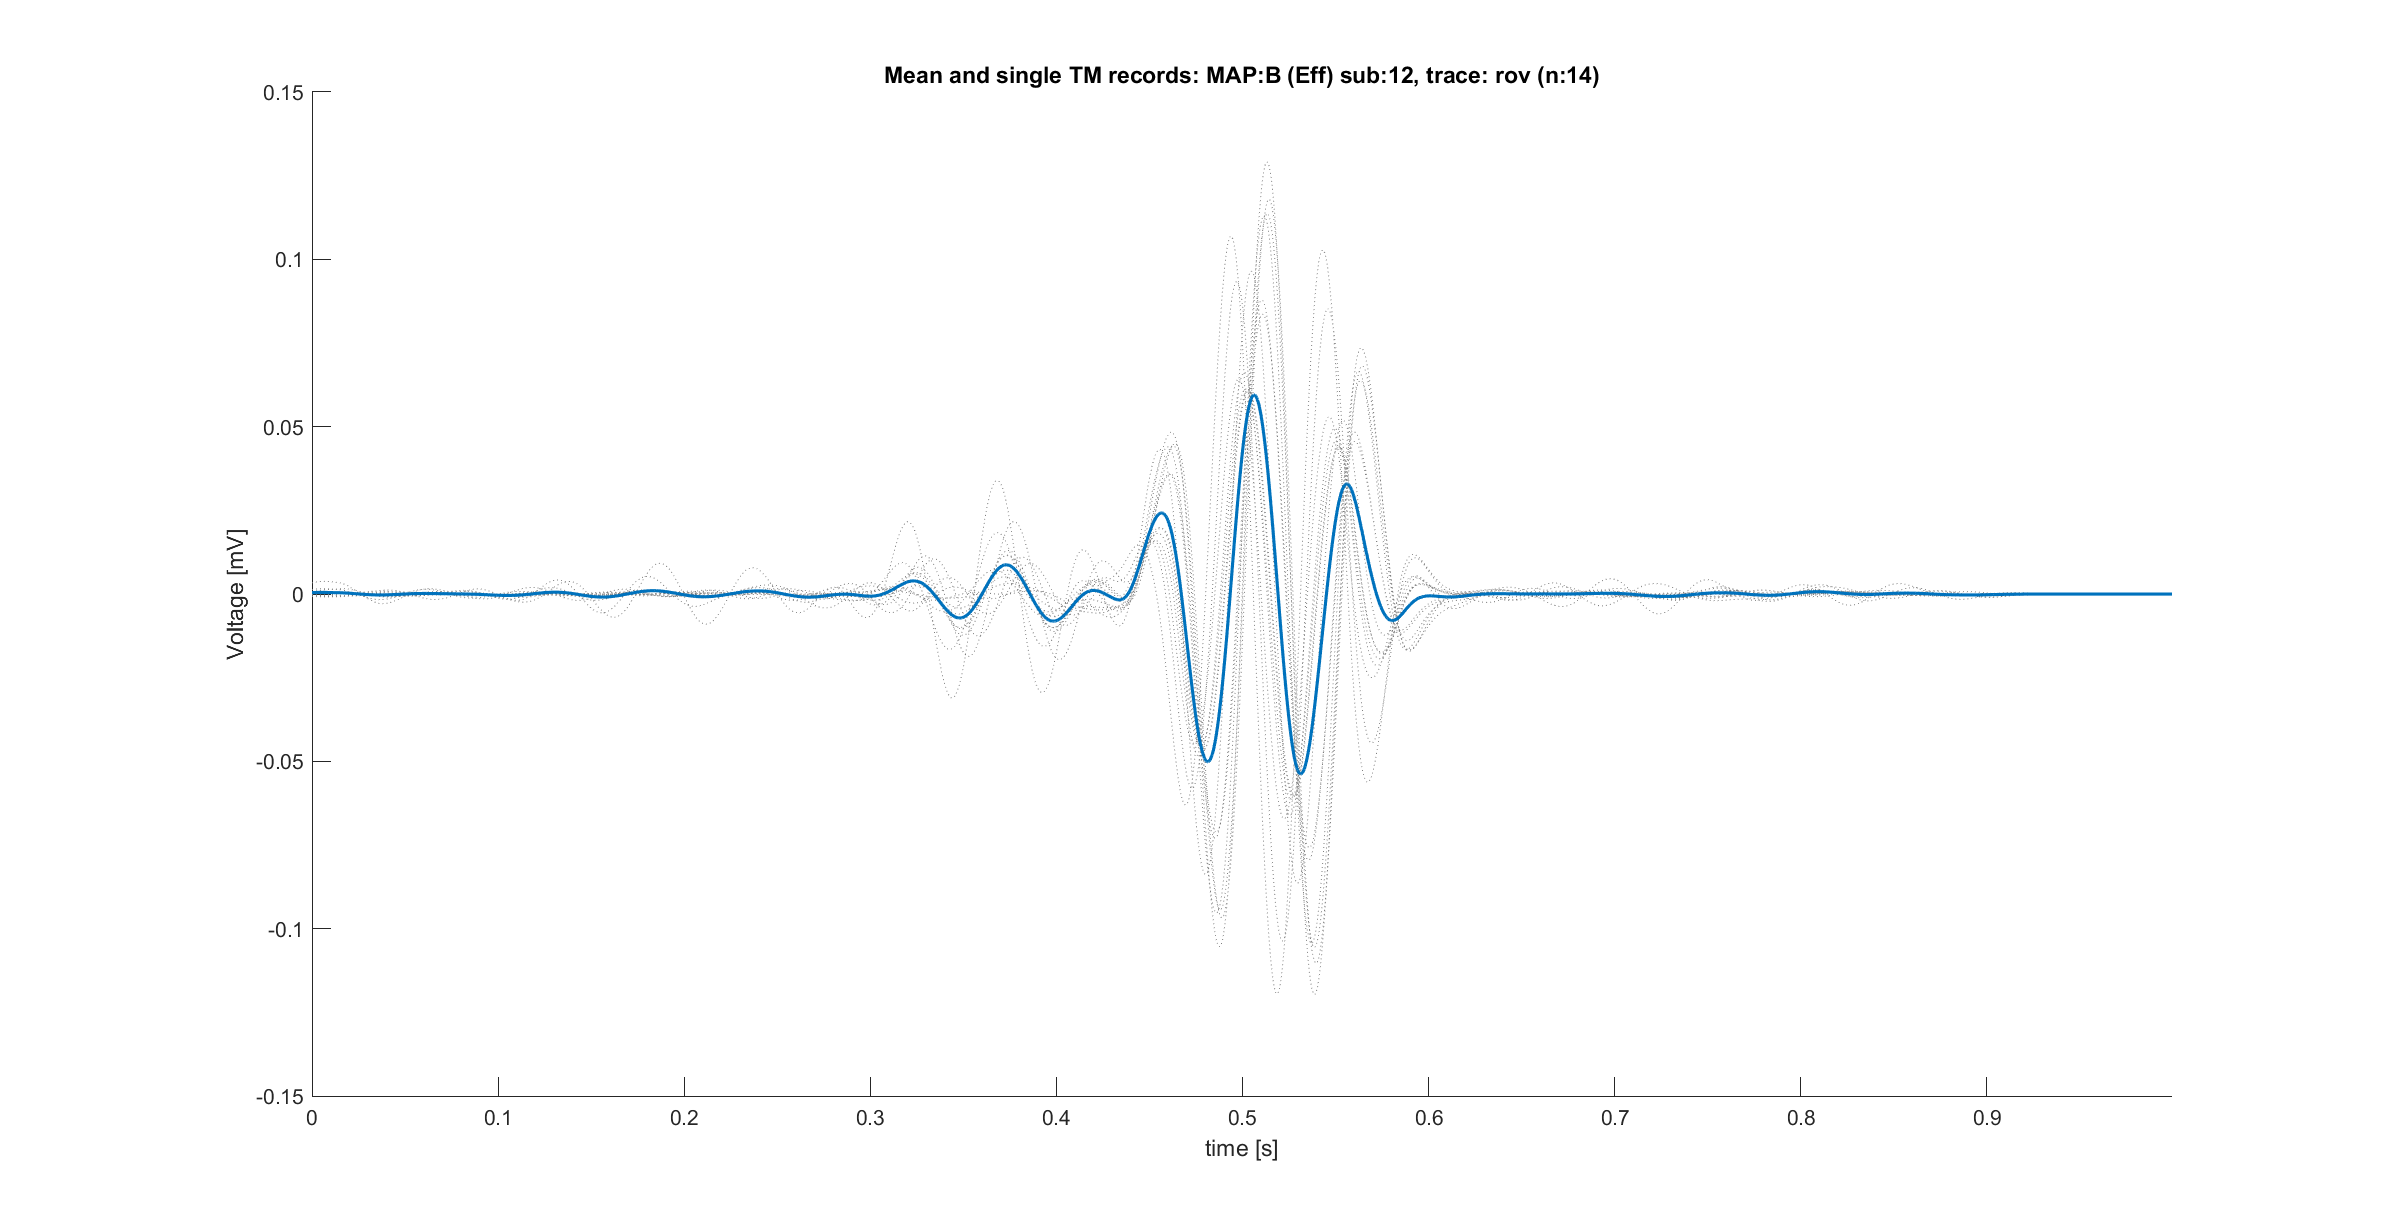 Mean and single TM records: MAP:B (Eff) sub:12, trace: rov (n:14)
0.15
0.1
0.05
0
-0.05
-0.1
-0.15
Voltage [mV]
0 0.1 0.2 0.3 0.4 0.5 0.6 0.7 0.8 0.9
time [s]